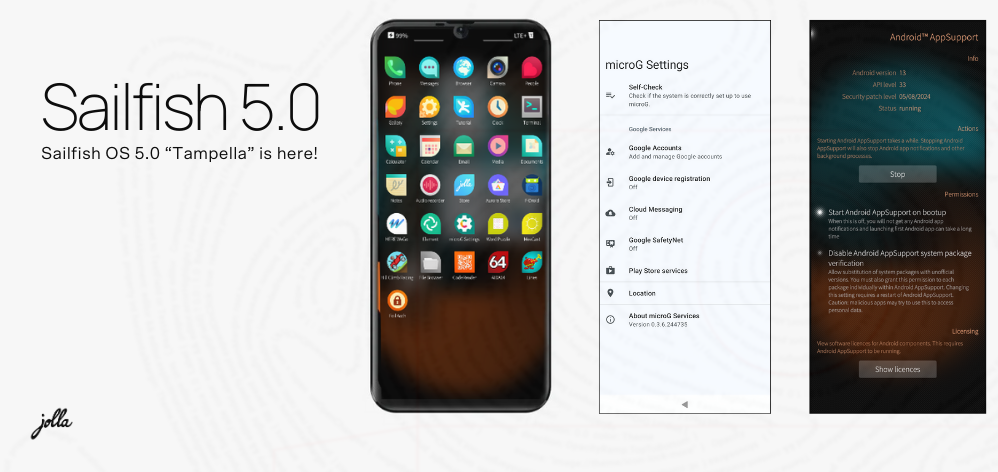 Sailfish 5.0
Sailfish OS 5.0 “Tampella” is here!
jolla
99%
LTE+
Phone
Messages
Browser
Camera
People
Gallery
Settings
Tutorial
Clock
Terminal
Calculator
Calendar
Email
Media
Documents
Notes
Audio recorder
Store
Aurora Store
F-Droid
HERE WeGo
Element
microG Settings
Word Puzzle
File Browser
CodeReader
64
microG Settings
Self-Check
Check if the system is correctly set up to use
microG.
Google Services
Google Accounts
Add and manage Google accounts
Google device registration
Off
Cloud Messaging
Off
Google SafetyNet
Off
Play Store services
Location
About microG Services
Version 0.3.6.244735
Android™ AppSupport
Info
Android version 13
API level 33
Security patch level 05/08/2024
Status running
Actions
Starting Android AppSupport takes a while. Stopping Android
AppSupport will also stop Android app notifications and other
background processes.
Stop
Permissions
Start Android AppSupport on bootup
When this is off, you will not get any Android app
notifications and launching first Android app can take a long
time
Disable Android AppSupport system package
verification
Allow substitution of system packages with unofficial
versions. You must also grant this permission to each
package individually within Android AppSupport. Changing
this setting requires a restart of Android AppSupport.
Caution: malicious apps may try to use this to access
personal data.
Licensing
View software licences for Android components. This requires
Android AppSupport to be running.
Show licences